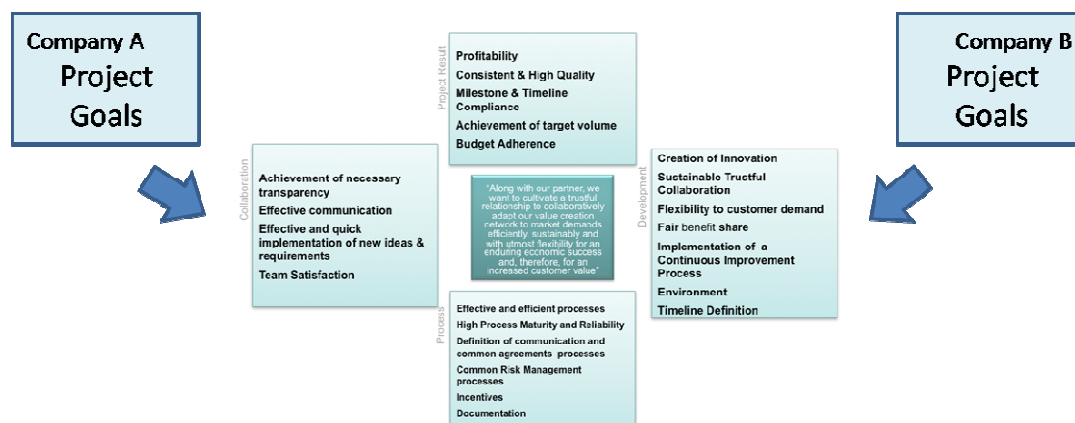 Company A
Project
Goals
Company B
Project
Goals
Project Result
Profitability
Consistent & High Quality
Milestone & Timeline
Compliance
Achievement of target volume
Budget Adherence
Collaboration
Achievement of necessary
transparency
Effective communication
Effective and quick
implementation of new ideas &
requirements
Team Satisfaction
"Along with our partner, we
want to cultivate a trustful
relationship to collaboratively
adapt our value creation
network to market demands
efficiently, sustainably and
with utmost flexibility for an
enduring economic success
and, therefore, for an
increased customer value"
Development
Creation of Innovation
Sustainable Trustful
Collaboration
Flexibility to customer demand
Fair benefit share
Implementation of a
Continuous Improvement
Process
Environment
Timeline Definition
Process
Effective and efficient processes
High Process Maturity and Reliability
Definition of communication and
common agreements processes
Common Risk Management
processes
Incentives
Documentation